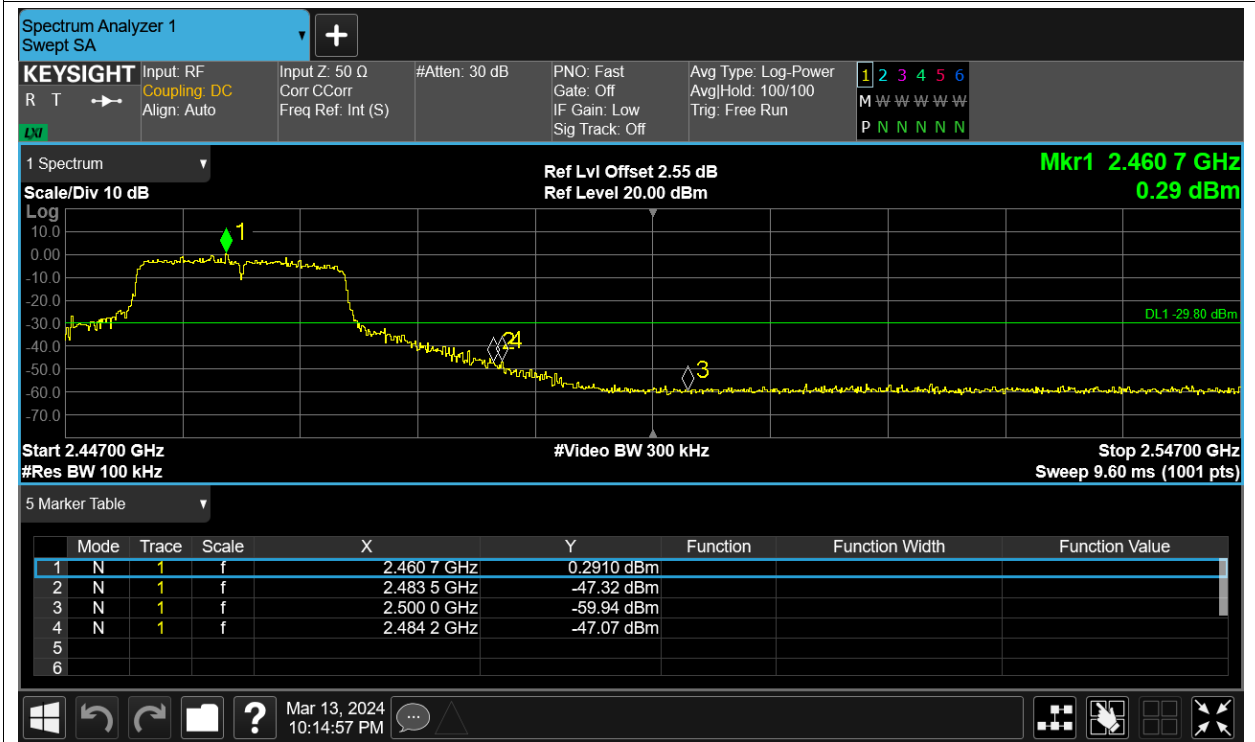 Spectrum Analyzer 1
Swept SA
KEYSIGHT
R T
LXI
Input: RF
Coupling: DC
Align: Auto
Input Z: 50 Ω
Corr CCorr
Freq Ref: Int (S)
#Atten: 30 dB
PNO: Fast
Gate: Off
IF Gain: Low
Sig Track: Off
Avg Type: Log-Power
Avg|Hold: 100/100
Trig: Free Run
1 2 3 4 5 6
M W W W W W
P N N N N N
1 Spectrum
Scale/Div 10 dB
Ref Lvl Offset 2.55 dB
Ref Level 20.00 dBm
Mkr1 2.460 7 GHz
0.29 dBm
Log
10.0
0.00
-10.0
-20.0
-30.0
-40.0
-50.0
-60.0
-70.0
1
24
3
DL1 -29.80 dBm
Start 2.44700 GHz
#Res BW 100 kHz
#Video BW 300 kHz
Stop 2.54700 GHz
Sweep 9.60 ms (1001 pts)
5 Marker Table
Mode Trace Scale X Y Function Function Width Function Value
1 N 1 f 2.460 7 GHz 0.2910 dBm
2 N 1 f 2.483 5 GHz -47.32 dBm
3 N 1 f 2.500 0 GHz -59.94 dBm
4 N 1 f 2.484 2 GHz -47.07 dBm
5
6
?
Mar 13, 2024
10:14:57 PM